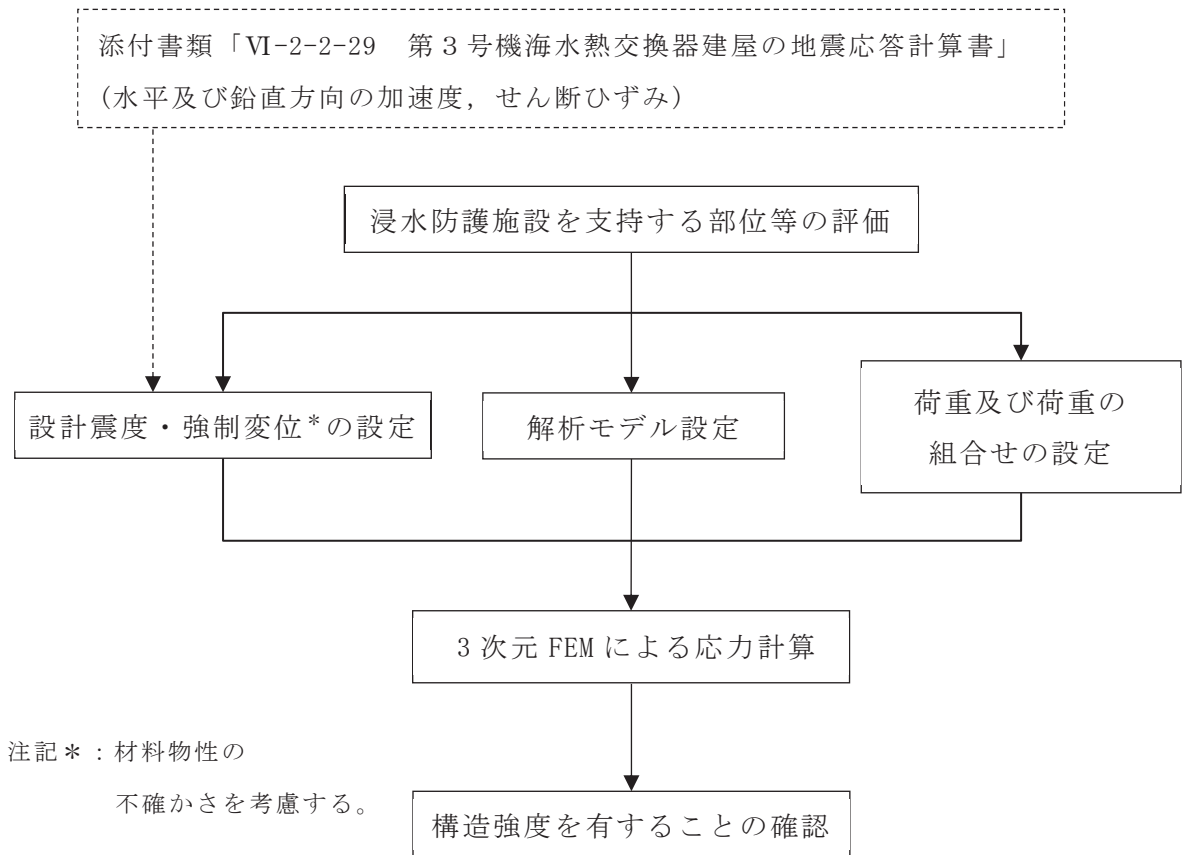 添付書類「Ⅵ-2-2-29　第3号機海水熱交換器建屋の地震応答計算書」
(水平及び鉛直方向の加速度，せん断ひずみ)
浸水防護施設を支持する部位等の評価
設計震度・強制変位*の設定
解析モデル設定
荷重及び荷重の
組合せの設定
3次元 FEM による応力計算
注記＊：材料物性の
不確かさを考慮する。
構造強度を有することの確認